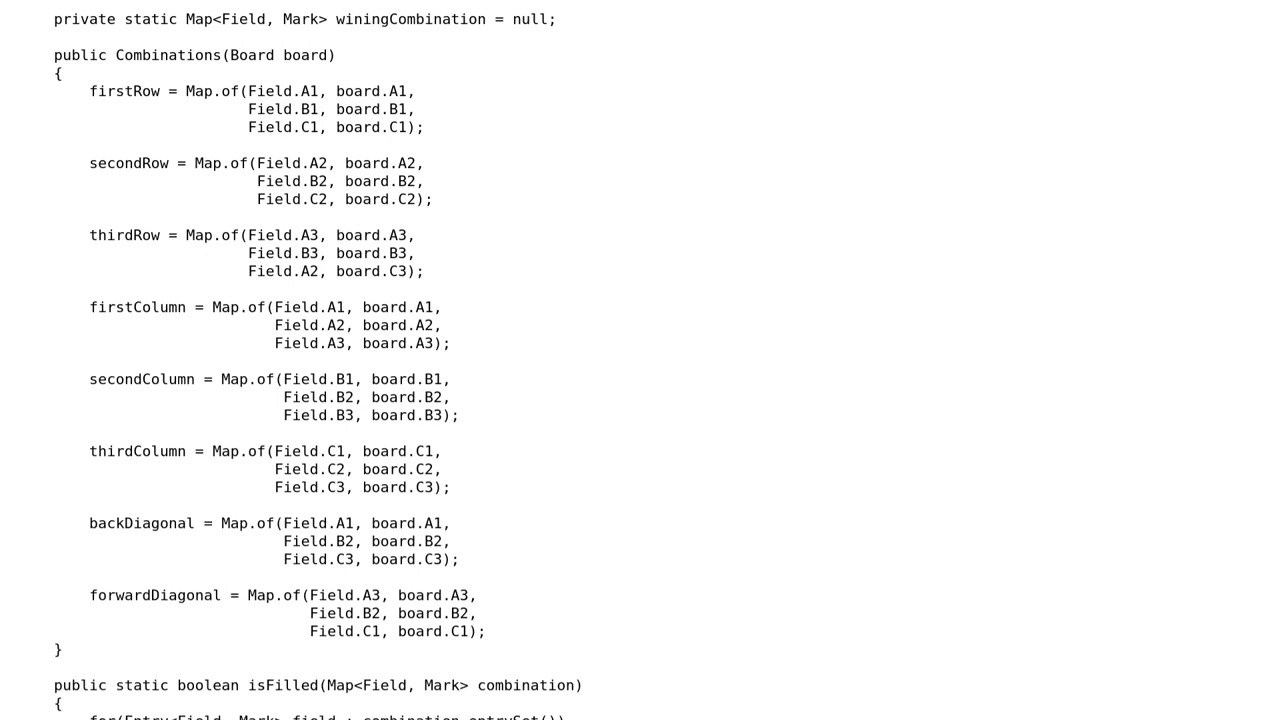 private static Map<Field, Mark> winingCombination = null;
public Combinations(Board board)
{
firstRow = Map.of(Field.A1, board.A1,
Field.B1, board.B1,
Field.C1, board.C1);
secondRow = Map.of(Field.A2, board.A2,
Field.B2, board.B2,
Field.C2, board.C2);
thirdRow = Map.of(Field.A3, board.A3,
Field.B3, board.B3,
Field.A2, board.C3);
firstColumn = Map.of(Field.A1, board.A1,
Field.A2, board.A2,
Field.A3, board.A3);
secondColumn = Map.of(Field.B1, board.B1,
Field.B2, board.B2,
Field.B3, board.B3);
thirdColumn = Map.of(Field.C1, board.C1,
Field.C2, board.C2,
Field.C3, board.C3);
backDiagonal = Map.of(Field.A1, board.A1,
Field.B2, board.B2,
Field.C3, board.C3);
forwardDiagonal = Map.of(Field.A3, board.A3,
Field.B2, board.B2,
Field.C1, board.C1);
}
public static boolean isFilled(Map<Field, Mark> combination)
{
for(Entry<Field, Mark> field : combination.entrySet())